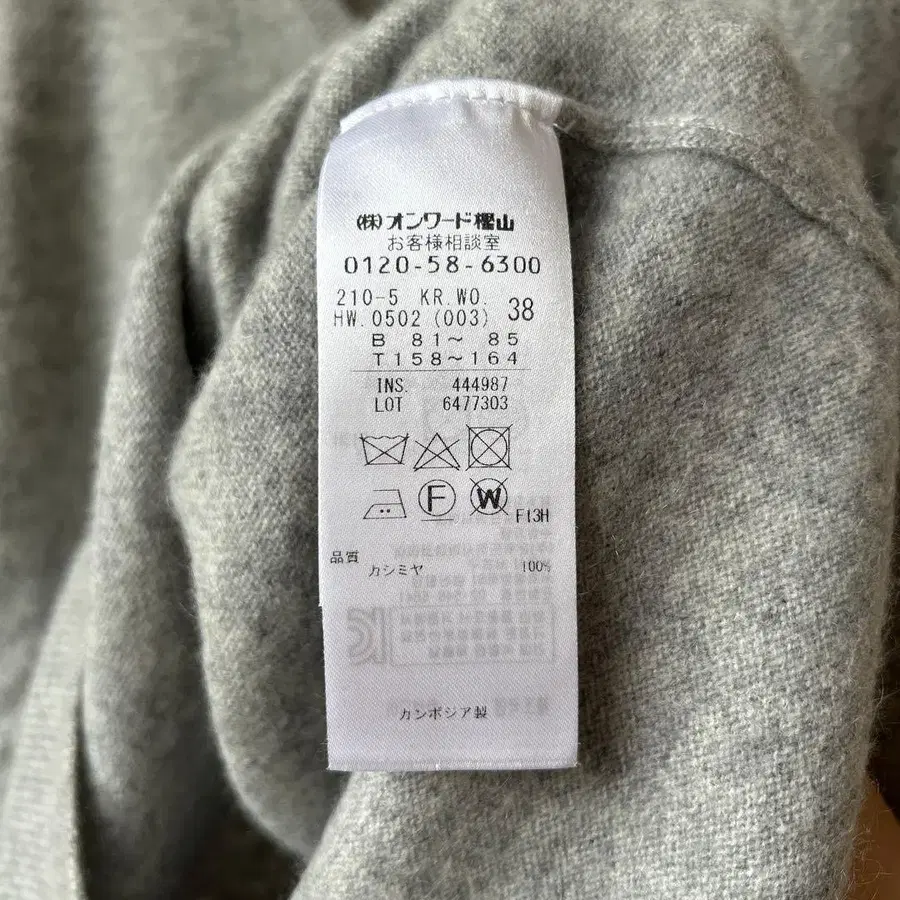 (株)オンワード樫山
お客様相談室
0120-58-6300
210-5 KR.WO.
HW.0502 (003) 38
B 81~ 85
T158~164
INS. 444987
LOT 6477303
F
W
F13H
品質
カシミヤ 100%
カンボジア製